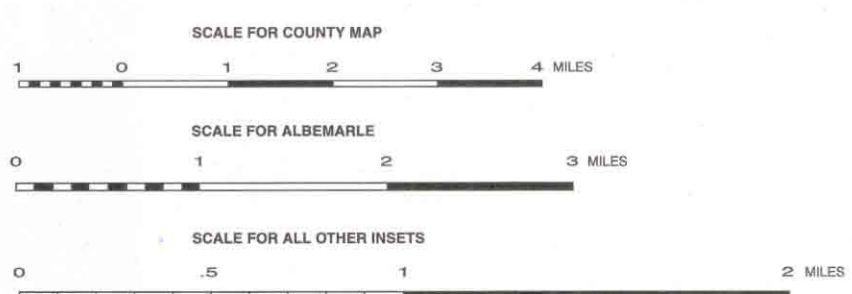 SCALE FOR COUNTY MAP
1 0 1 2 3 4 MILES
SCALE FOR ALBEMARLE
0 1 2 3 MILES
SCALE FOR ALL OTHER INSETS
0 .5 1 2 MILES